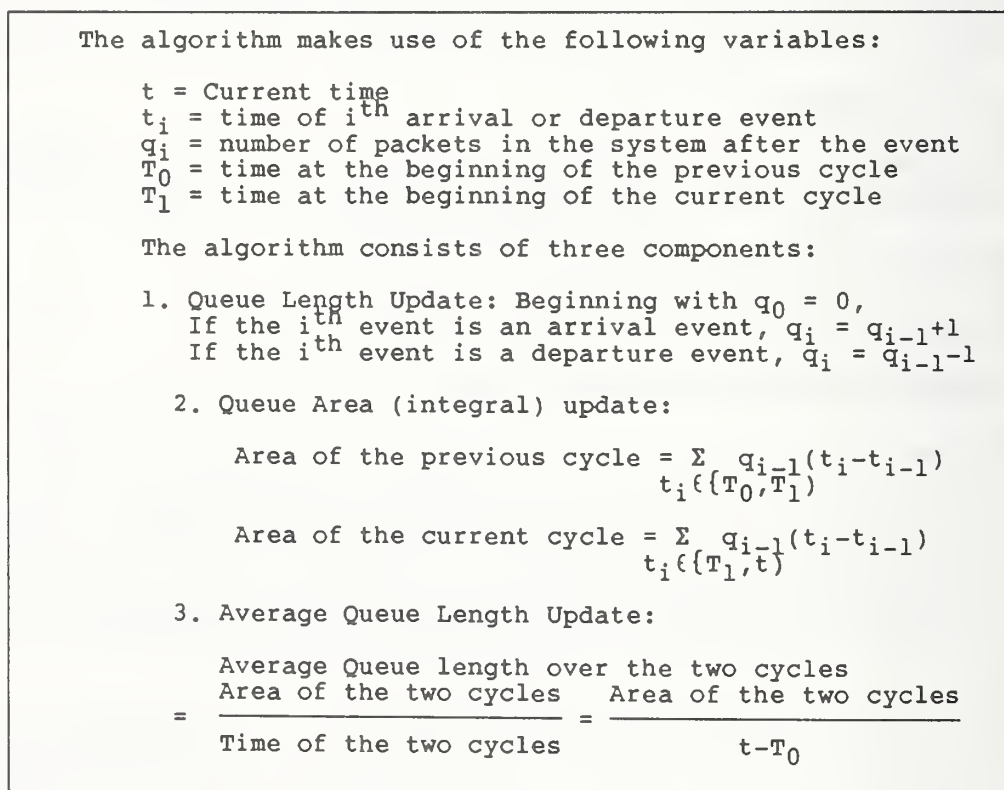 The algorithm makes use of the following variables:
t = Current time
t_i = time of i^th arrival or departure event
q_i = number of packets in the system after the event
T_0 = time at the beginning of the previous cycle
T_1 = time at the beginning of the current cycle
The algorithm consists of three components:
1. Queue Length Update: Beginning with q_0 = 0,
If the i^th event is an arrival event, q_i = q_{i-1}+1
If the i^th event is a departure event, q_i = q_{i-1}-1
2. Queue Area (integral) update:
Area of the previous cycle = Σ q_{i-1}(t_i-t_{i-1})
t_i ϵ{T_0,T_1)
Area of the current cycle = Σ q_{i-1}(t_i-t_{i-1})
t_i ϵ{T_1,t)
3. Average Queue Length Update:
Average Queue length over the two cycles
= Area of the two cycles / Time of the two cycles = Area of the two cycles / t-T_0